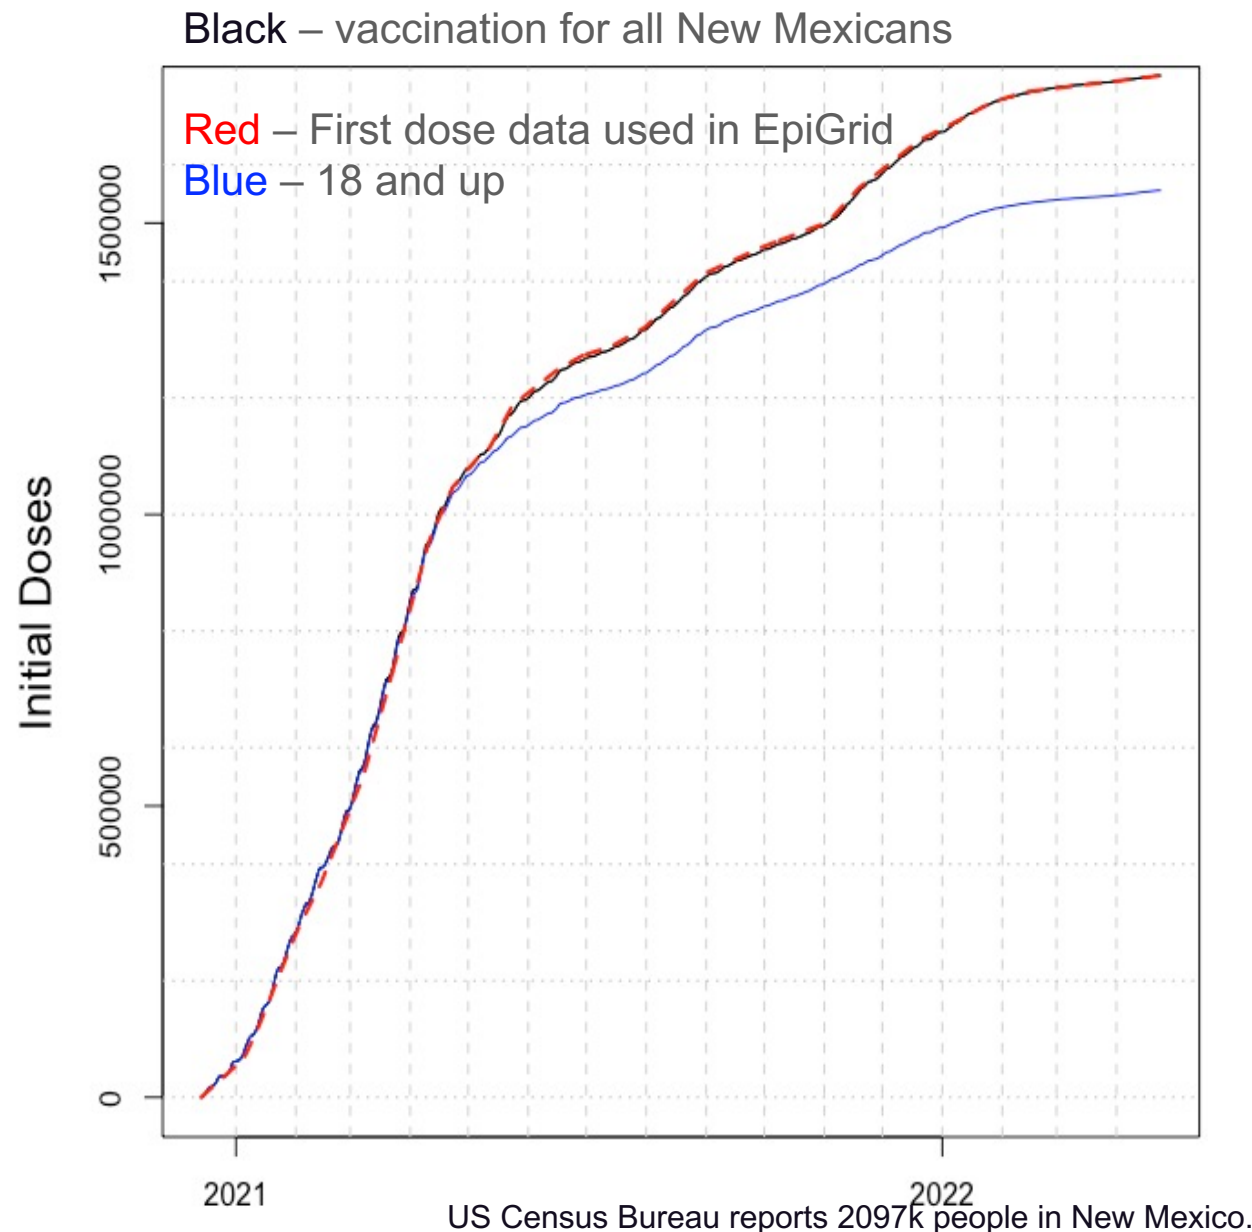 Black – vaccination for all New Mexicans
Red – First dose data used in EpiGrid
Blue – 18 and up
Initial Doses
1500000
1000000
500000
0
2021
2022
US Census Bureau reports 2097k people in New Mexico.